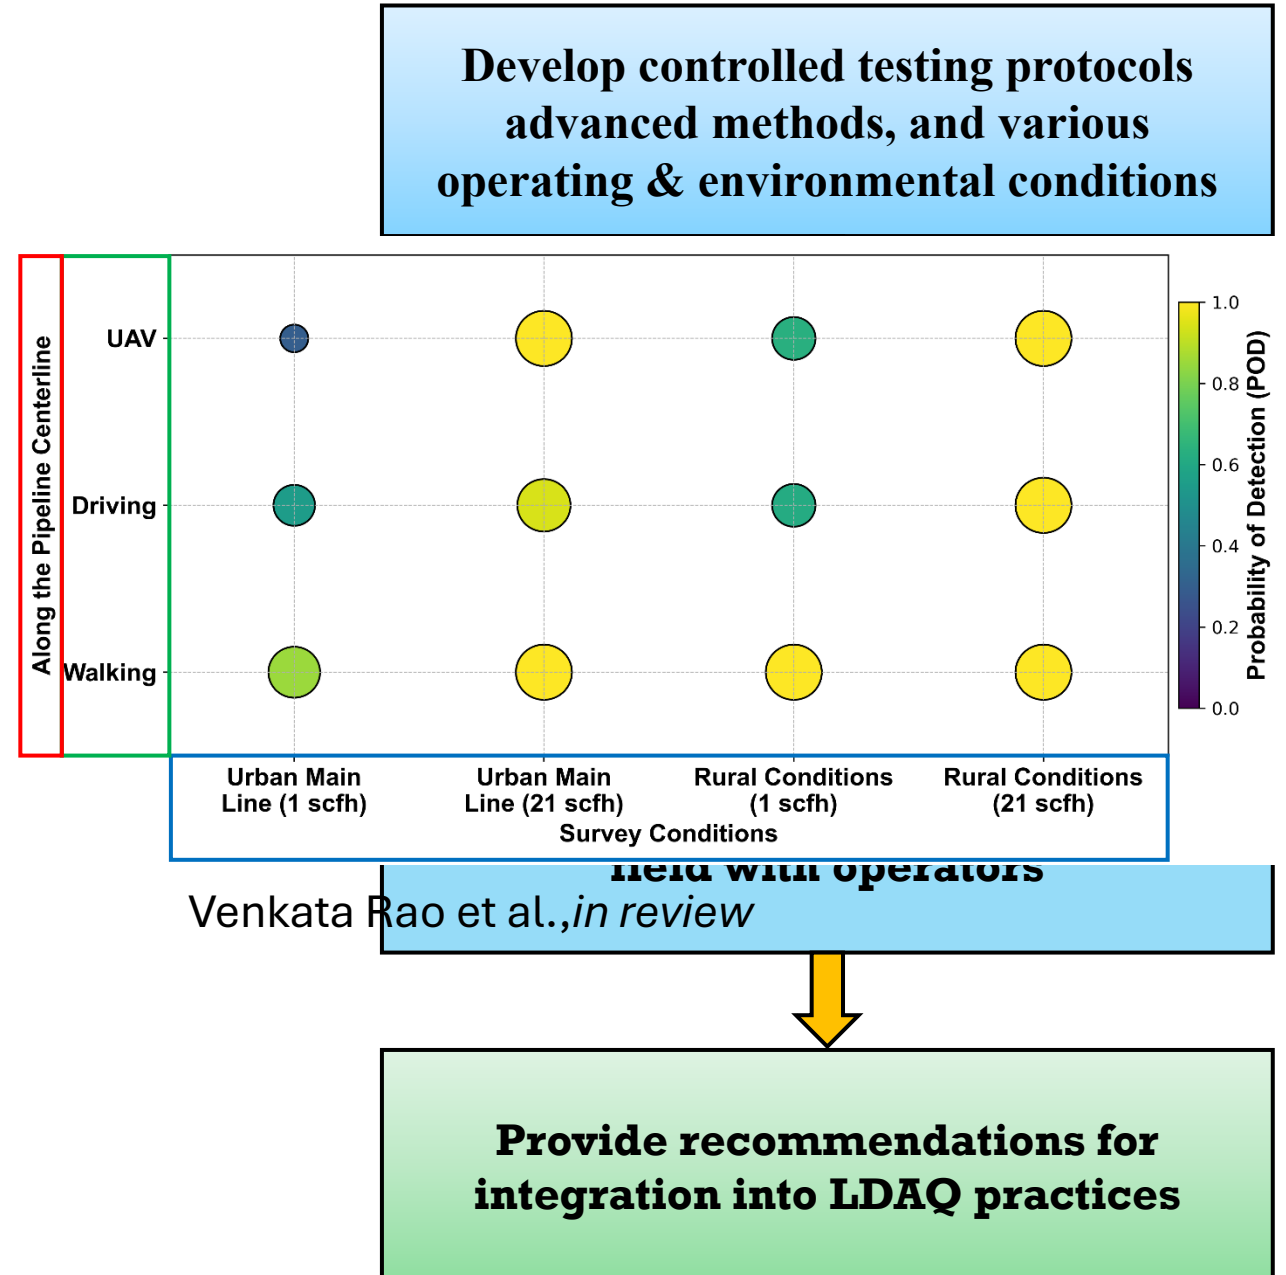 Develop controlled testing protocols
advanced methods, and various
operating & environmental conditions
Along the Pipeline Centerline
UAV
Driving
Walking
1.0
0.8
0.6
0.4
0.2
0.0
Probability of Detection (POD)
Urban Main
Line (1 scfh)
Urban Main
Line (21 scfh)
Rural Conditions
(1 scfh)
Rural Conditions
(21 scfh)
Survey Conditions
field with operators
Venkata Rao et al.,in review
Provide recommendations for
integration into LDAQ practices